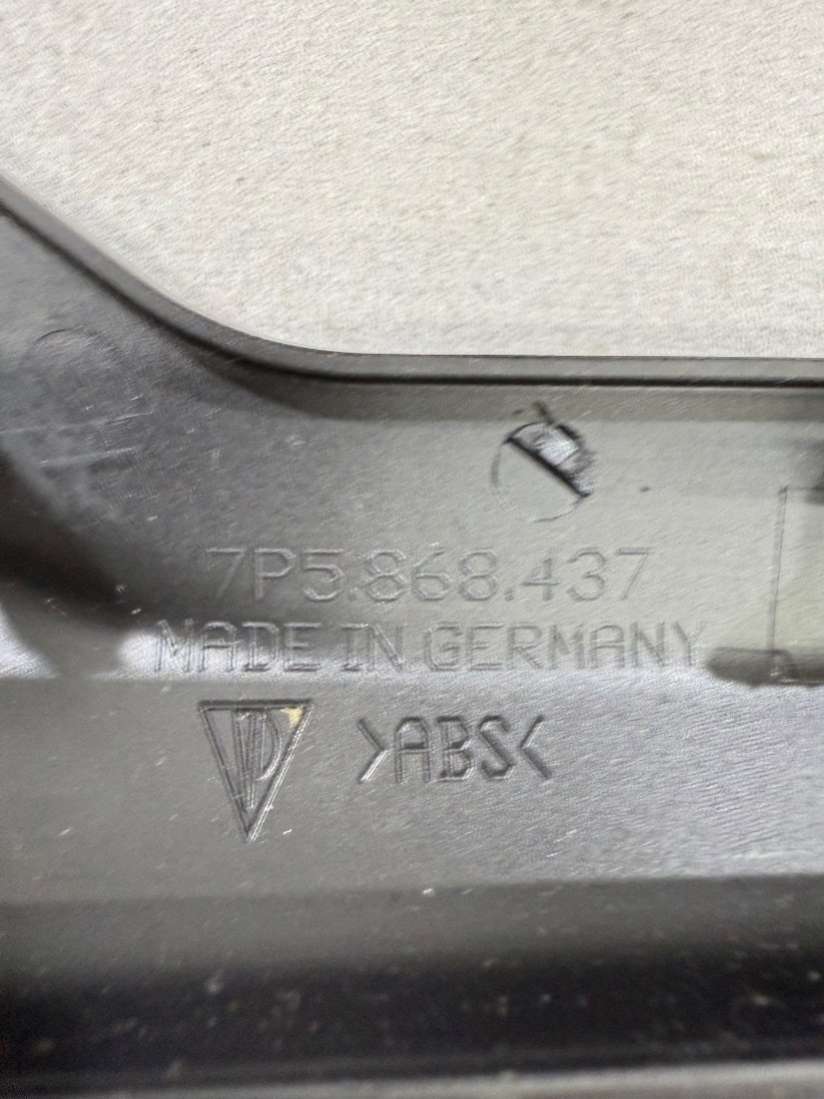 7P5.868.437
MADE IN GERMANY
>ABS<